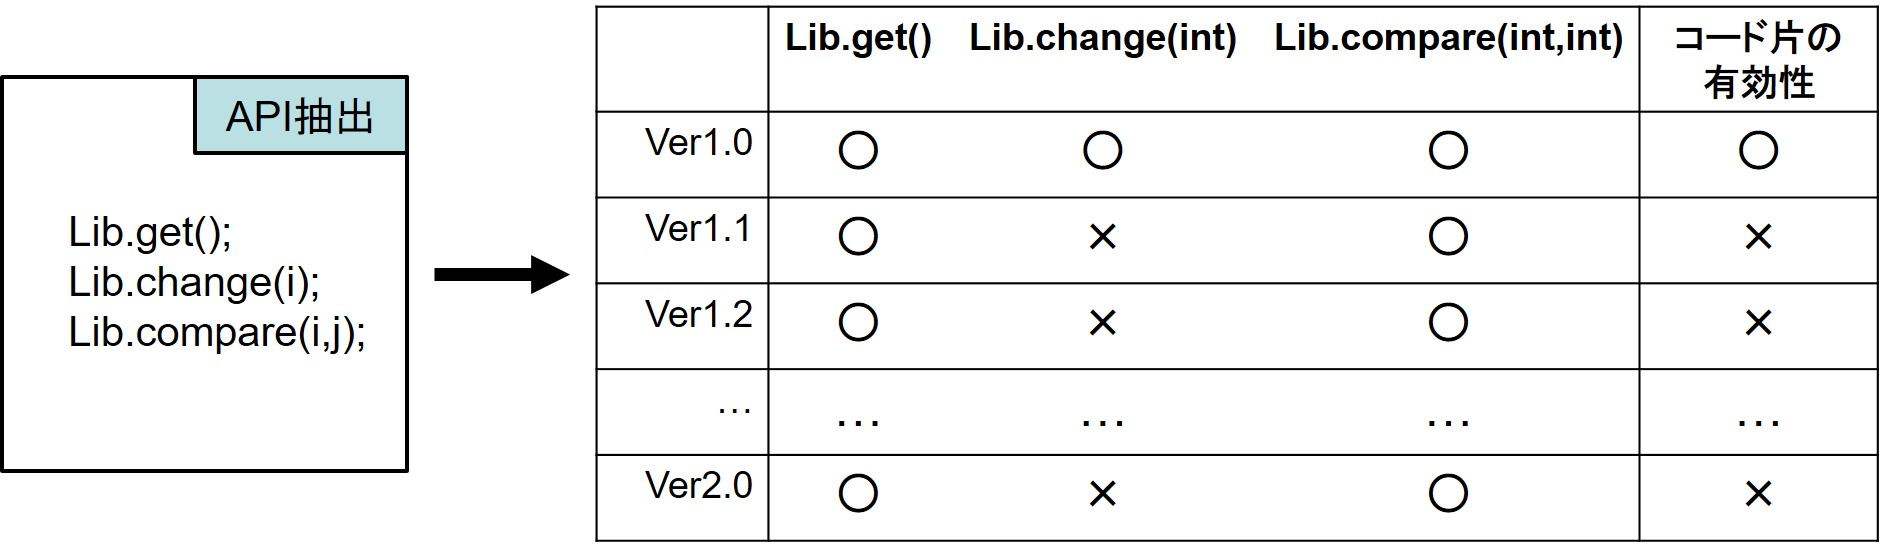 API抽出
Lib.get();
Lib.change(i);
Lib.compare(i,j);
Lib.get() Lib.change(int) Lib.compare(int,int) コード片の
有効性
Ver1.0 〇 〇 〇 〇
Ver1.1 〇 × 〇 ×
Ver1.2 〇 × 〇 ×
… … … … …
Ver2.0 〇 × 〇 ×